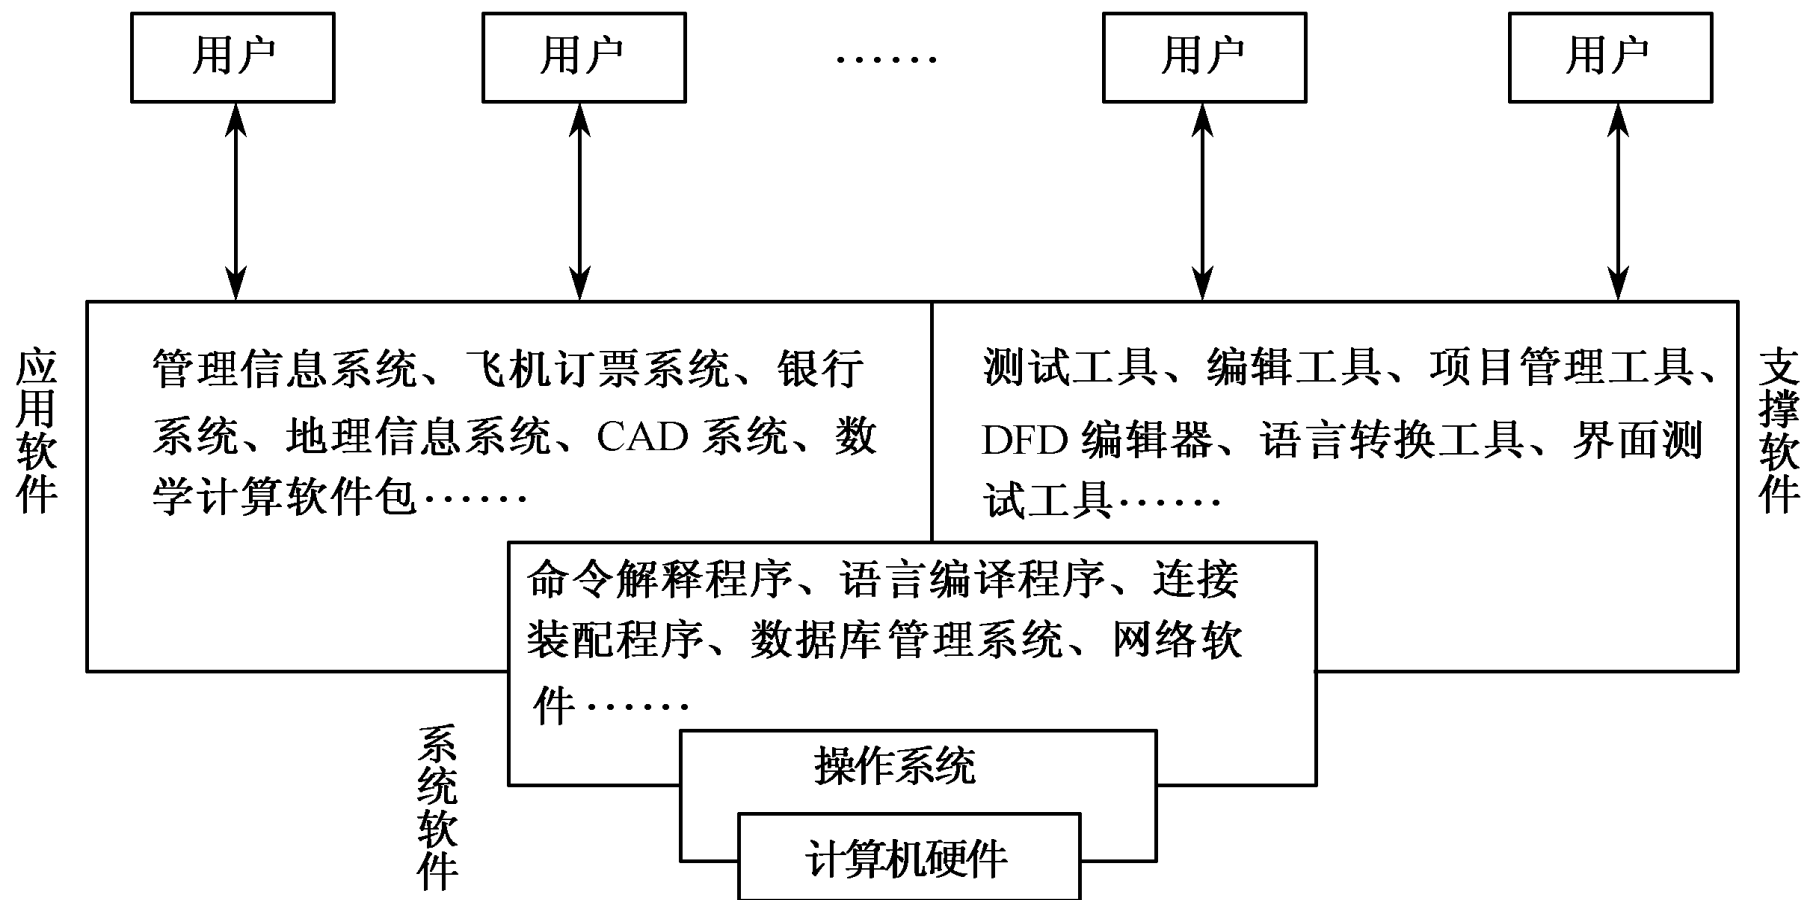 用户
用户
……
用户
用户
应用软件
管理信息系统、飞机订票系统、银行
系统、地理信息系统、CAD 系统、数
学计算软件包……
测试工具、编辑工具、项目管理工具、
DFD 编辑器、语言转换工具、界面测
试工具……
支撑软件
命令解释程序、语言编译程序、连接
装配程序、数据库管理系统、网络软
件……
系统软件
操作系统
计算机硬件